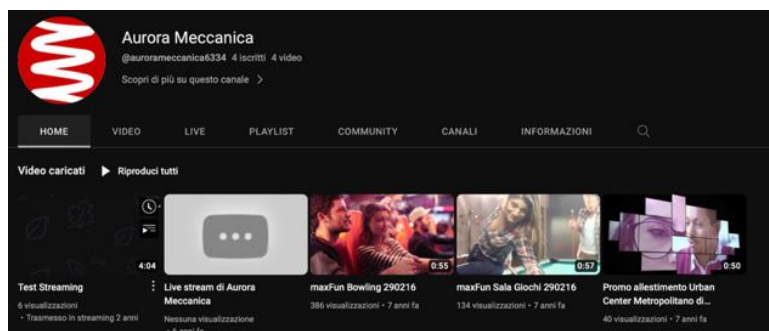 Aurora Meccanica
@aurorameccanica6334 4 iscritti 4 video
Scopri di più su questo canale >
HOME VIDEO LIVE PLAYLIST COMMUNITY CANALI INFORMAZIONI
Video caricati Riproduci tutti
4:04
0:55
0:57
0:50
Test Streaming
6 visualizzazioni
• Trasmesso in streaming 2 anni
Live stream di Aurora
Meccanica
Nessuna visualizzazione
• 6 anni fa
maxFun Bowling 290216
386 visualizzazioni • 7 anni fa
maxFun Sala Giochi 290216
134 visualizzazioni • 7 anni fa
Promo allestimento Urban
Center Metropolitano di...
40 visualizzazioni • 7 anni fa